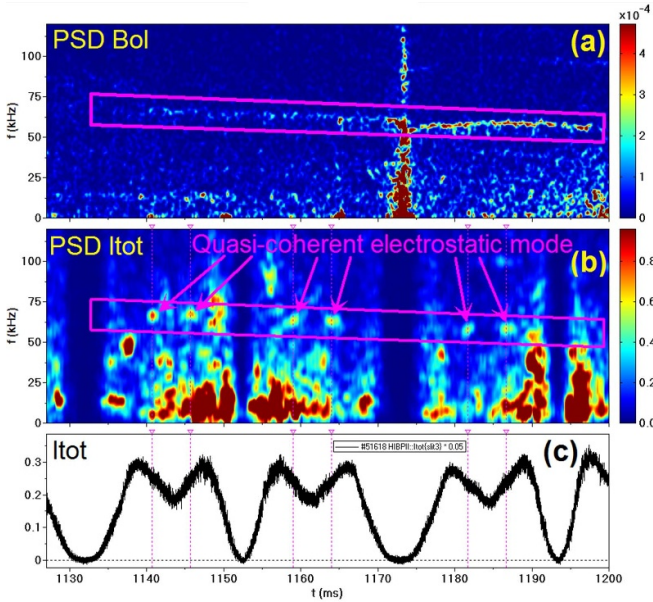 ×10⁻⁴
PSD Bol
(a)
f (kHz)
100
75
50
25
0
4
3
2
1
0
PSD Itot
Quasi-coherent electrostatic mode
(b)
f (kHz)
100
75
50
25
0
0.8
0.6
0.4
0.2
0.0
Itot
#51618 HIBPII::Itot{slit3} * 0.05
(c)
0.3
0.2
0.1
0
1130 1140 1150 1160 1170 1180 1190 1200
t (ms)